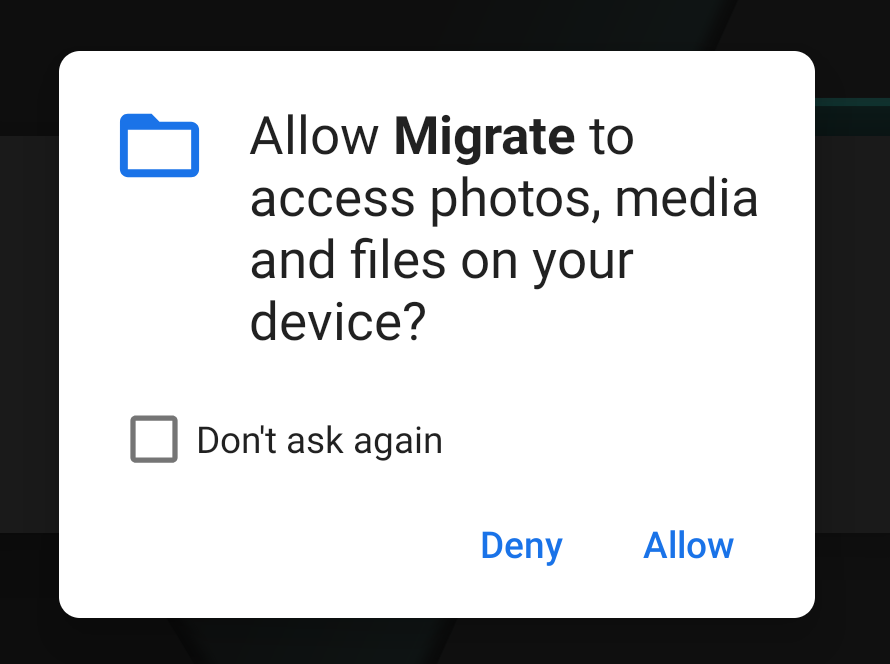 Allow Migrate to
access photos, media
and files on your
device?
Don't ask again
Deny
Allow